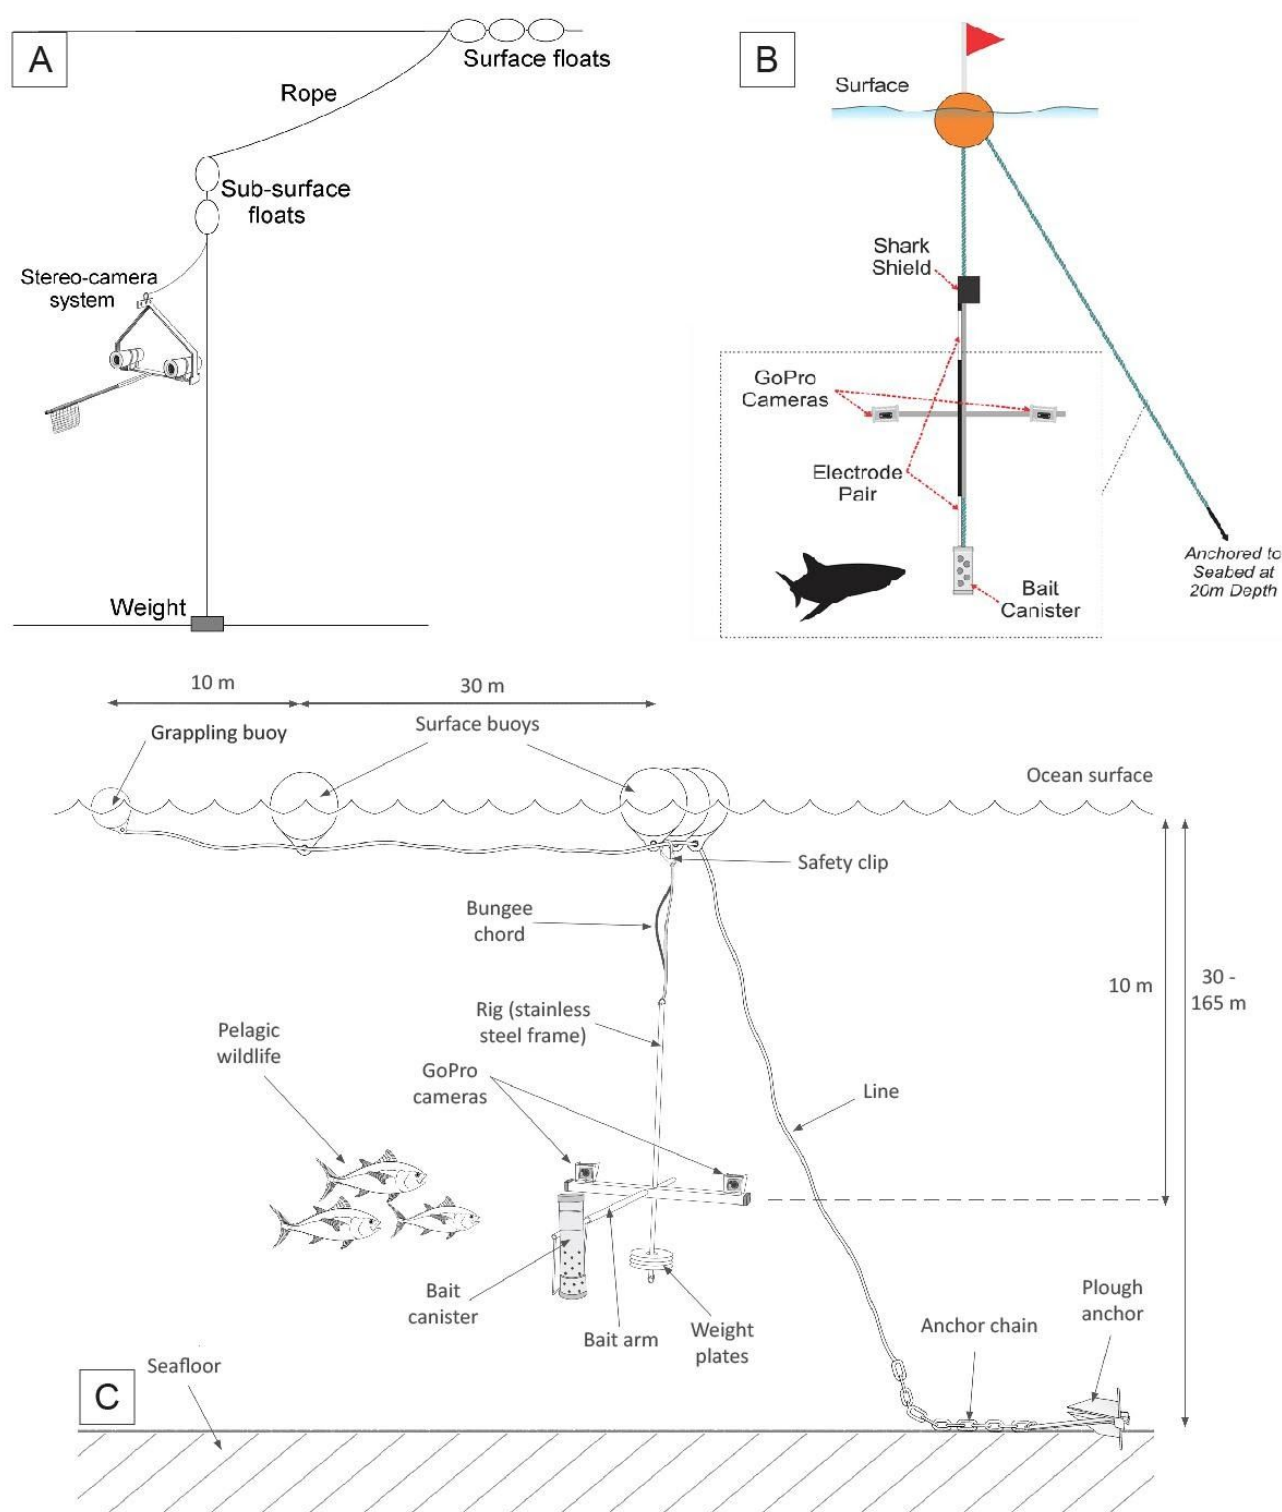 A
Surface floats
Rope
Sub-surface
floats
Stereo-camera
system
Weight
B
Surface
Shark
Shield
GoPro
Cameras
Electrode
Pair
Bait
Canister
Anchored to
Seabed at
20m Depth
10 m
30 m
Grappling buoy
Surface buoys
Ocean surface
Safety clip
Bungee
chord
10 m
30 -
165 m
Rig (stainless
steel frame)
Pelagic
wildlife
GoPro
cameras
Line
Bait
canister
Bait arm
Weight
plates
Anchor chain
Plough
anchor
Seafloor
C